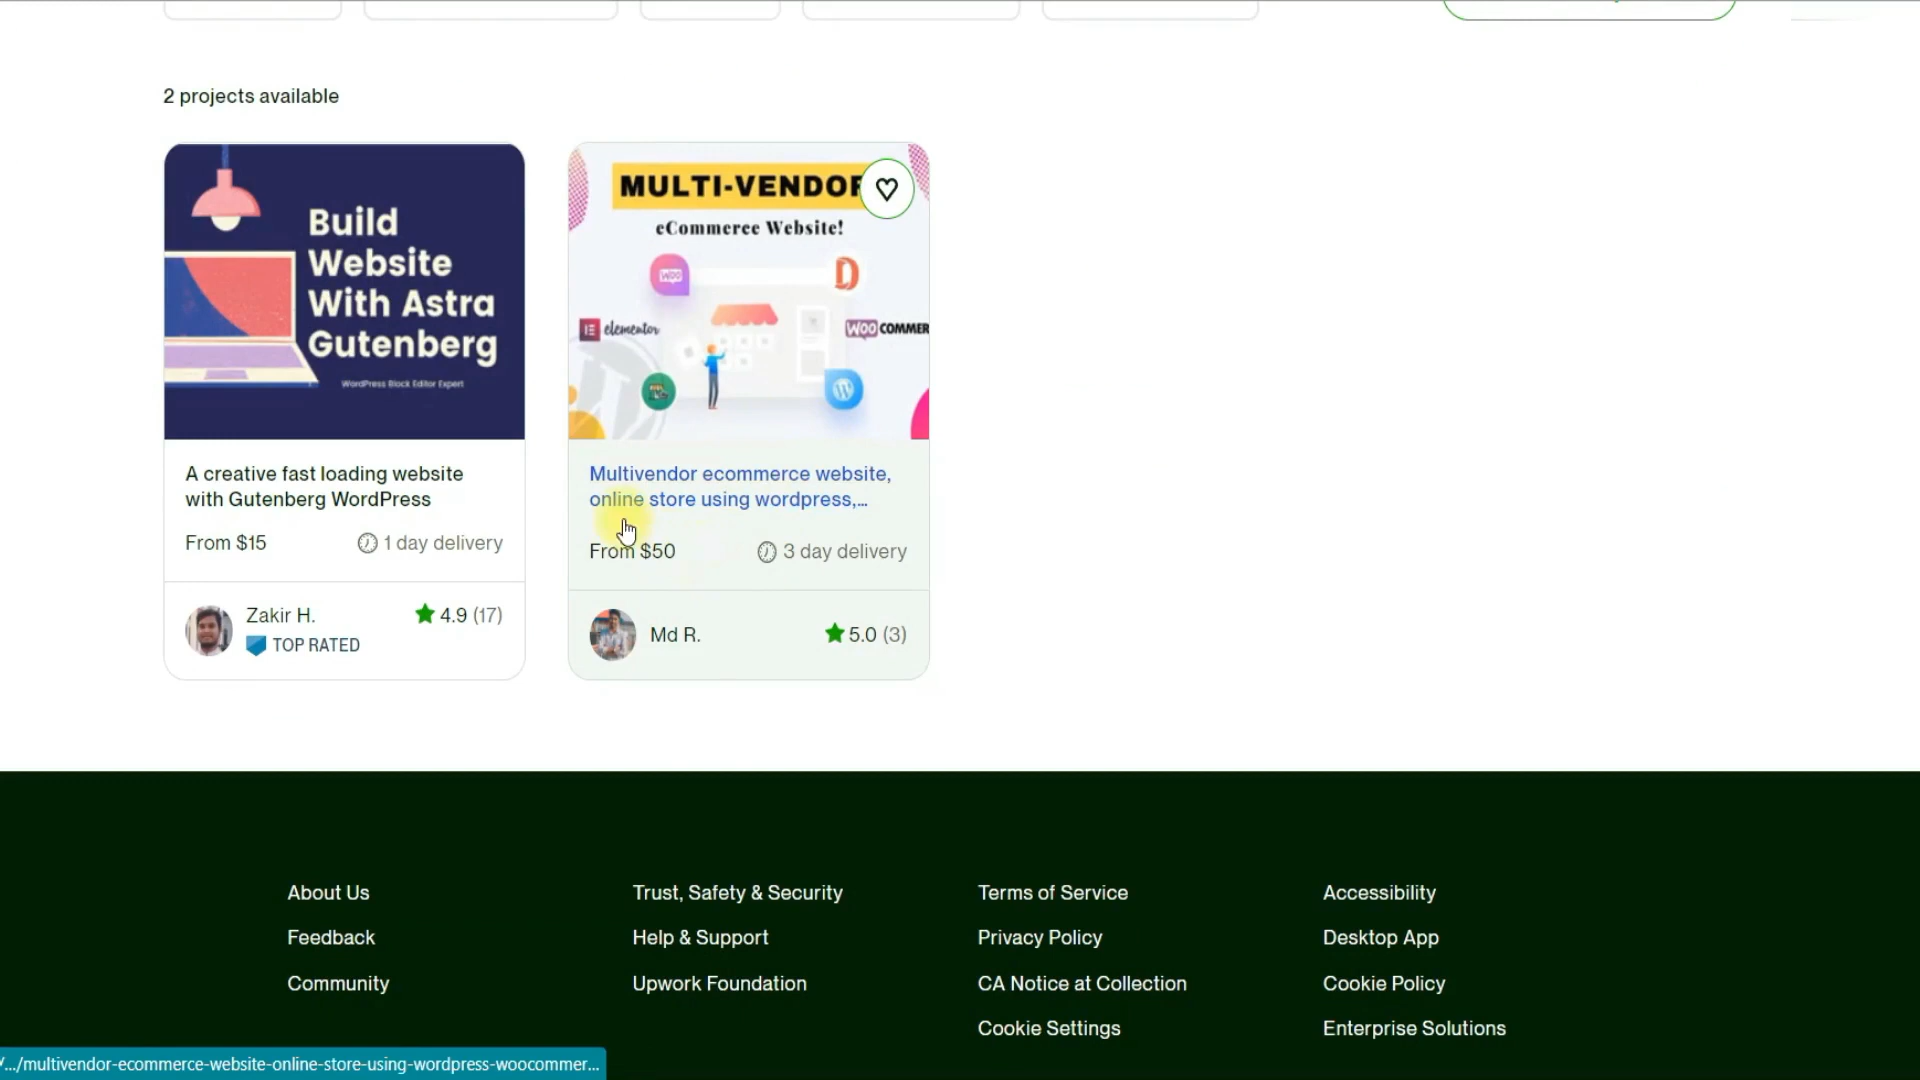 2 projects available
Build
Website
With Astra
Gutenberg
WordPress Block Editor Expert
A creative fast loading website
with Gutenberg WordPress
From $15
1 day delivery
Zakir H.
4.9 (17)
TOP RATED
MULTI-VENDOR
eCommerce Website!
WOO
elementor
WOO COMMER
Multivendor ecommerce website,
online store using wordpress,...
From $50
3 day delivery
Md R.
5.0 (3)
About Us
Feedback
Community
Trust, Safety & Security
Help & Support
Upwork Foundation
Terms of Service
Privacy Policy
CA Notice at Collection
Cookie Settings
Accessibility
Desktop App
Cookie Policy
Enterprise Solutions
/.../multivendor-ecommerce-website-online-store-using-wordpress-woocommer...